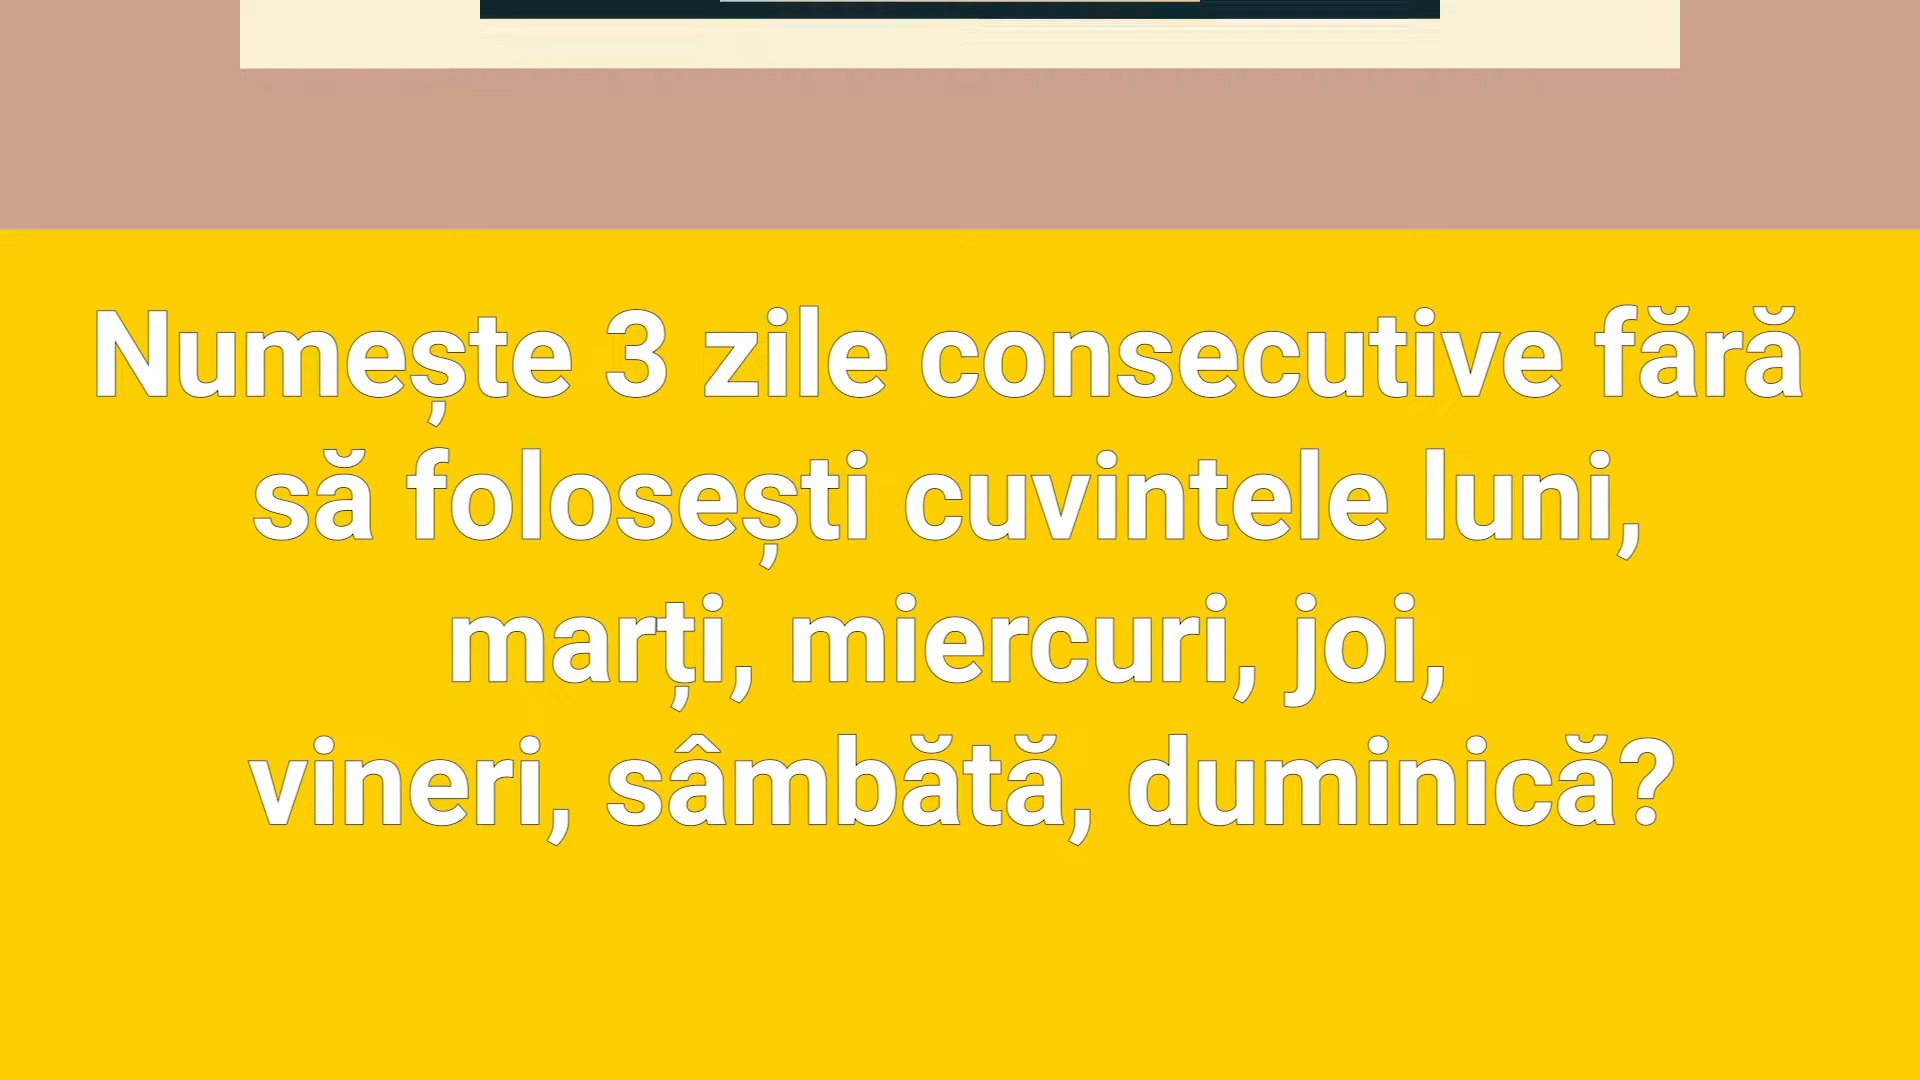 Numește 3 zile consecutive fără
să folosești cuvintele luni,
marți, miercuri, joi,
vineri, sâmbătă, duminică?